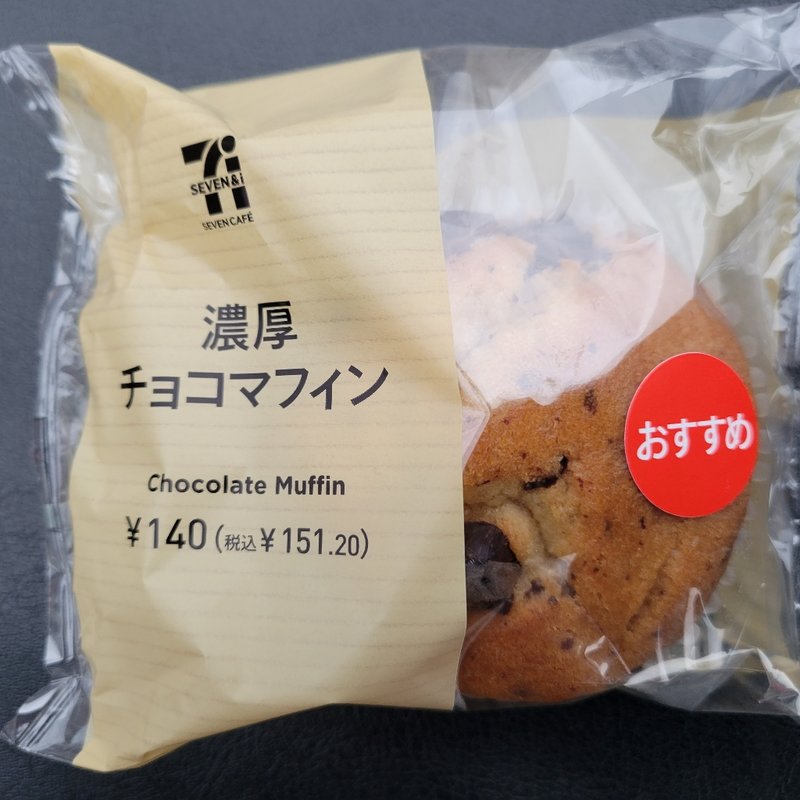 SEVEN&i
SEVEN CAFÉ
濃厚
チョコマフィン
Chocolate Muffin
¥140(税込¥151.20)
おすすめ